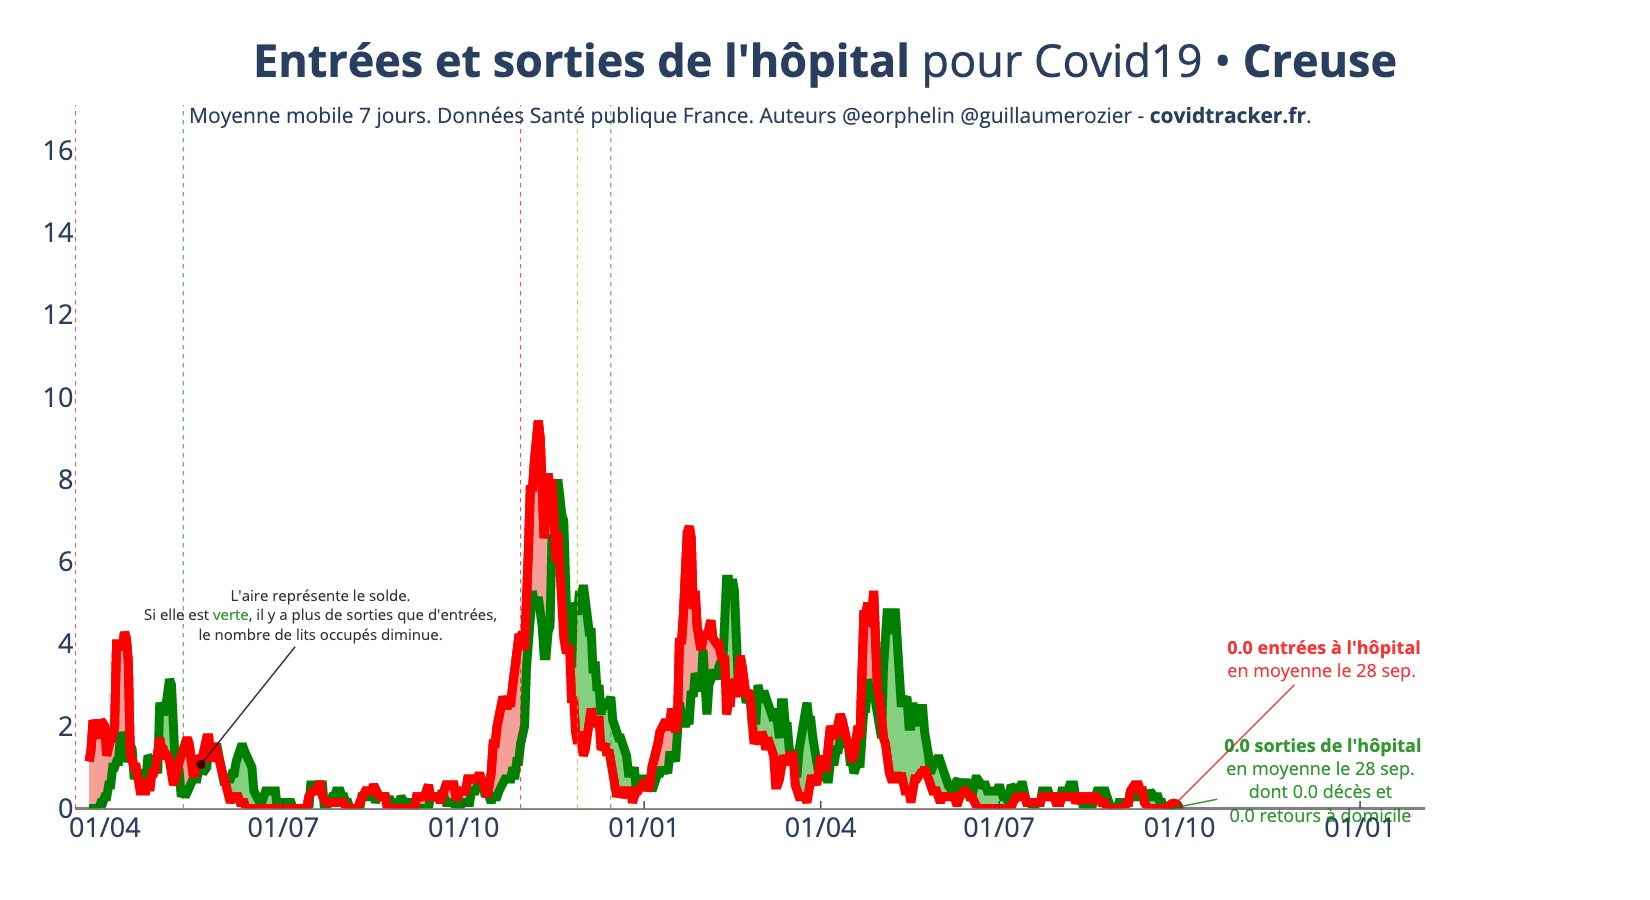 Entrées et sorties de l'hôpital pour Covid19 • Creuse
Moyenne mobile 7 jours. Données Santé publique France. Auteurs @eorphelin @guillaumerozier - covidtracker.fr.
16
14
12
10
8
6
4
2
0
L'aire représente le solde.
Si elle est verte, il y a plus de sorties que d'entrées,
le nombre de lits occupés diminue.
0.0 entrées à l'hôpital
en moyenne le 28 sep.
0.0 sorties de l'hôpital
en moyenne le 28 sep.
dont 0.0 décès et
0.0 retours à domicile
01/04 01/07 01/10 01/01 01/04 01/07 01/10 01/01